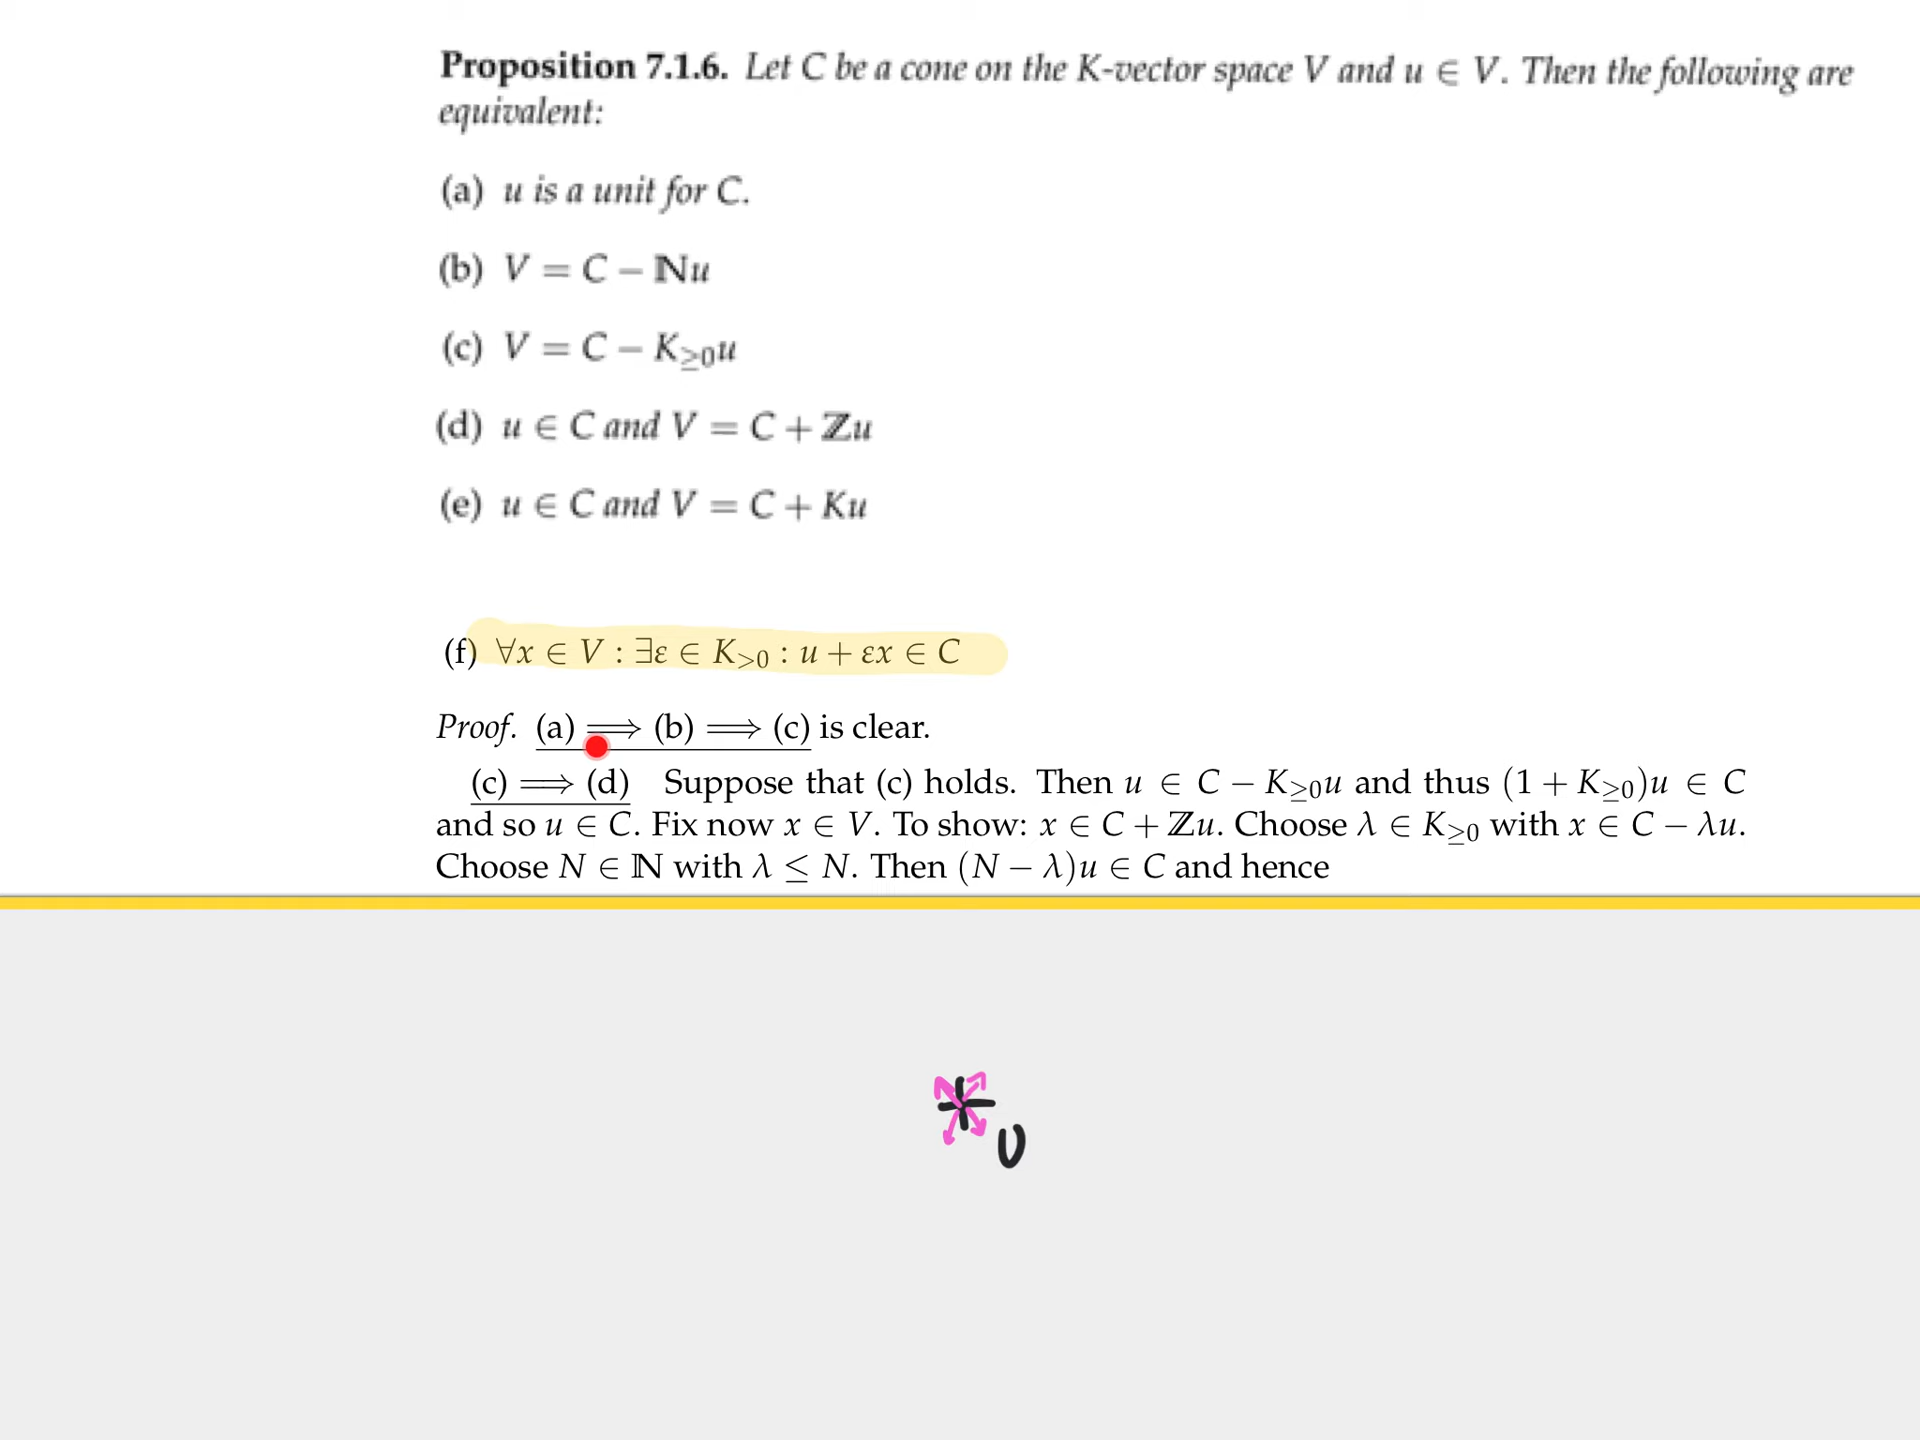 Proposition 7.1.6. Let C be a cone on the K-vector space V and u ∈ V. Then the following are
equivalent:
(a) u is a unit for C.
(b) V = C − ℕu
(c) V = C − K≥0u
(d) u ∈ C and V = C + ℤu
(e) u ∈ C and V = C + Ku
(f) ∀x ∈ V : ∃ε ∈ K>0 : u + εx ∈ C
Proof. (a) ⟹ (b) ⟹ (c) is clear.
(c) ⟹ (d) Suppose that (c) holds. Then u ∈ C − K≥0u and thus (1 + K≥0)u ∈ C
and so u ∈ C. Fix now x ∈ V. To show: x ∈ C + ℤu. Choose λ ∈ K≥0 with x ∈ C − λu.
Choose N ∈ ℕ with λ ≤ N. Then (N − λ)u ∈ C and hence
u